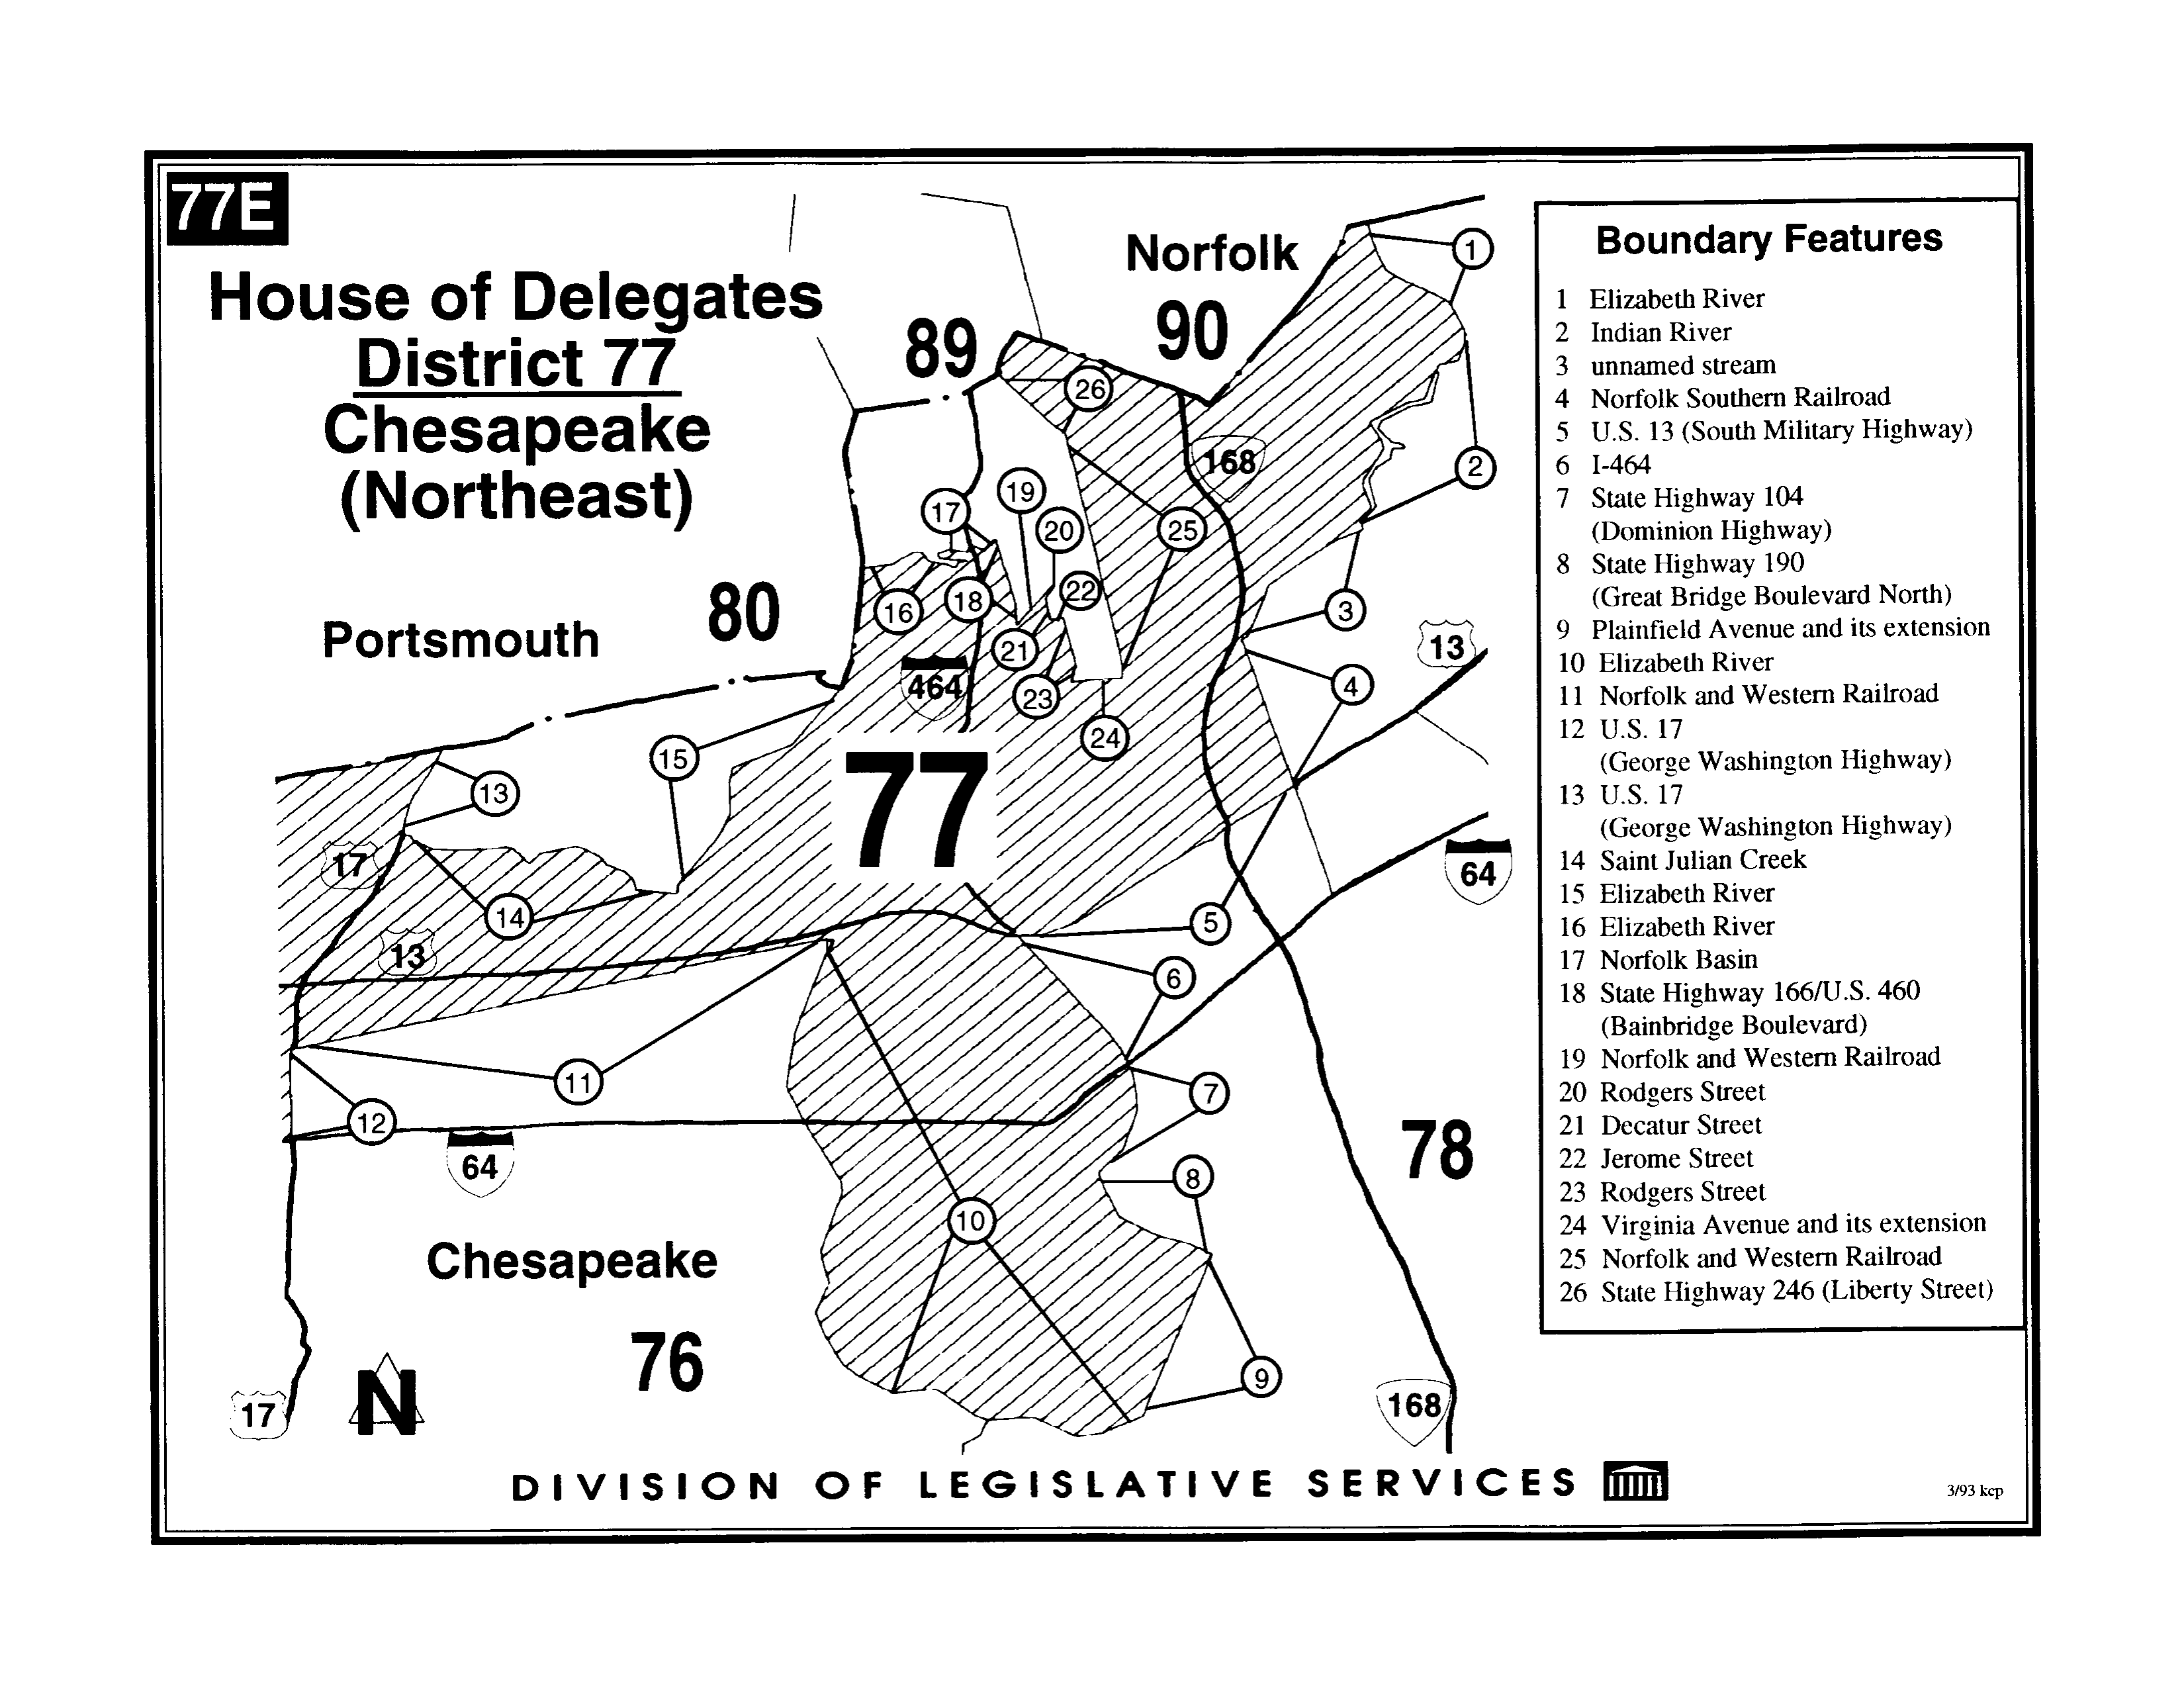 77E
House of Delegates
District 77
Chesapeake
(Northeast)
Norfolk
90
89
80
Portsmouth
77
78
Chesapeake
76
1
2
3
4
5
6
7
8
9
10
11
12
13
14
15
16
17
18
19
20
21
22
23
24
25
26
168
464
13
17
13
64
64
17
168
N
Boundary Features
1 Elizabeth River
2 Indian River
3 unnamed stream
4 Norfolk Southern Railroad
5 U.S. 13 (South Military Highway)
6 I-464
7 State Highway 104
(Dominion Highway)
8 State Highway 190
(Great Bridge Boulevard North)
9 Plainfield Avenue and its extension
10 Elizabeth River
11 Norfolk and Western Railroad
12 U.S. 17
(George Washington Highway)
13 U.S. 17
(George Washington Highway)
14 Saint Julian Creek
15 Elizabeth River
16 Elizabeth River
17 Norfolk Basin
18 State Highway 166/U.S. 460
(Bainbridge Boulevard)
19 Norfolk and Western Railroad
20 Rodgers Street
21 Decatur Street
22 Jerome Street
23 Rodgers Street
24 Virginia Avenue and its extension
25 Norfolk and Western Railroad
26 State Highway 246 (Liberty Street)
DIVISION OF LEGISLATIVE SERVICES
3/93 kcp